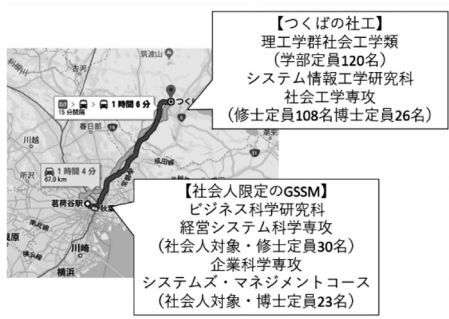 【つくばの社工】
理工学群社会工学類
(学部定員120名)
システム情報工学研究科
社会工学専攻
(修士定員108名博士定員26名)
筑波山
古河
1 時間 6 分
15 分間隔
つく
春日部
川越
1 時間 4 分
67.0 km
所沢
成田線
茗荷谷駅
秋葉
川崎
横浜
【社会人限定のGSSM】
ビジネス科学研究科
経営システム科学専攻
(社会人対象・修士定員30名)
企業科学専攻
システムズ・マネジメントコース
(社会人対象・博士定員23名)